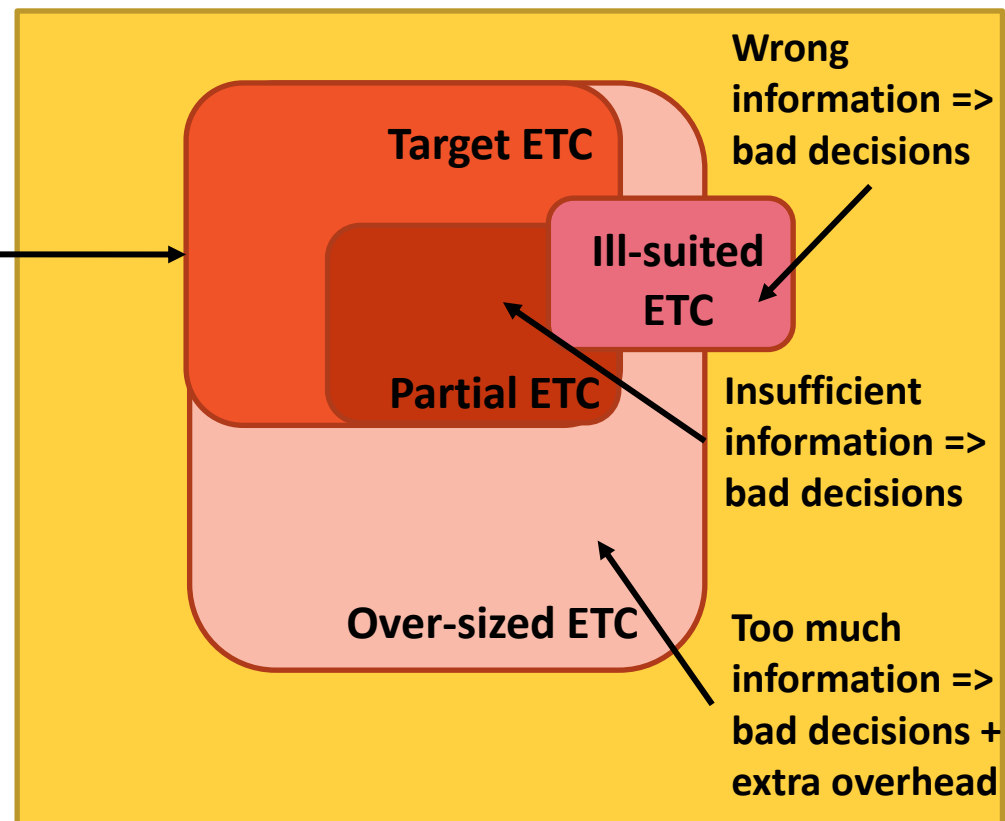 Wrong
information =>
bad decisions
Target ETC
Ill-suited
ETC
Partial ETC
Insufficient
information =>
bad decisions
Over-sized ETC
Too much
information =>
bad decisions +
extra overhead